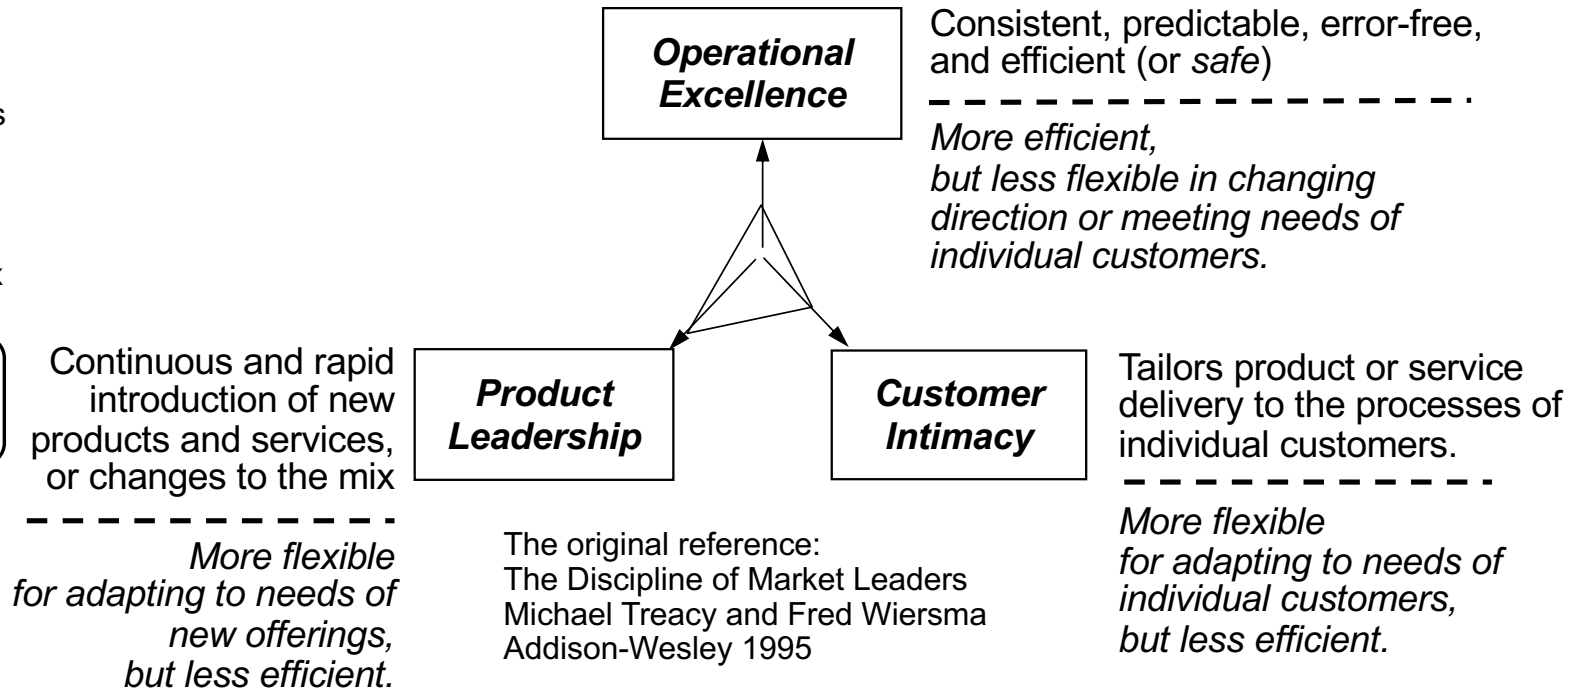 Operational
Excellence
Consistent, predictable, error-free,
and efficient (or safe)
More efficient,
but less flexible in changing
direction or meeting needs of
individual customers.
Continuous and rapid
introduction of new
products and services,
or changes to the mix
More flexible
for adapting to needs of
new offerings,
but less efficient.
Product
Leadership
Customer
Intimacy
Tailors product or service
delivery to the processes of
individual customers.
More flexible
for adapting to needs of
individual customers,
but less efficient.
The original reference:
The Discipline of Market Leaders
Michael Treacy and Fred Wiersma
Addison-Wesley 1995